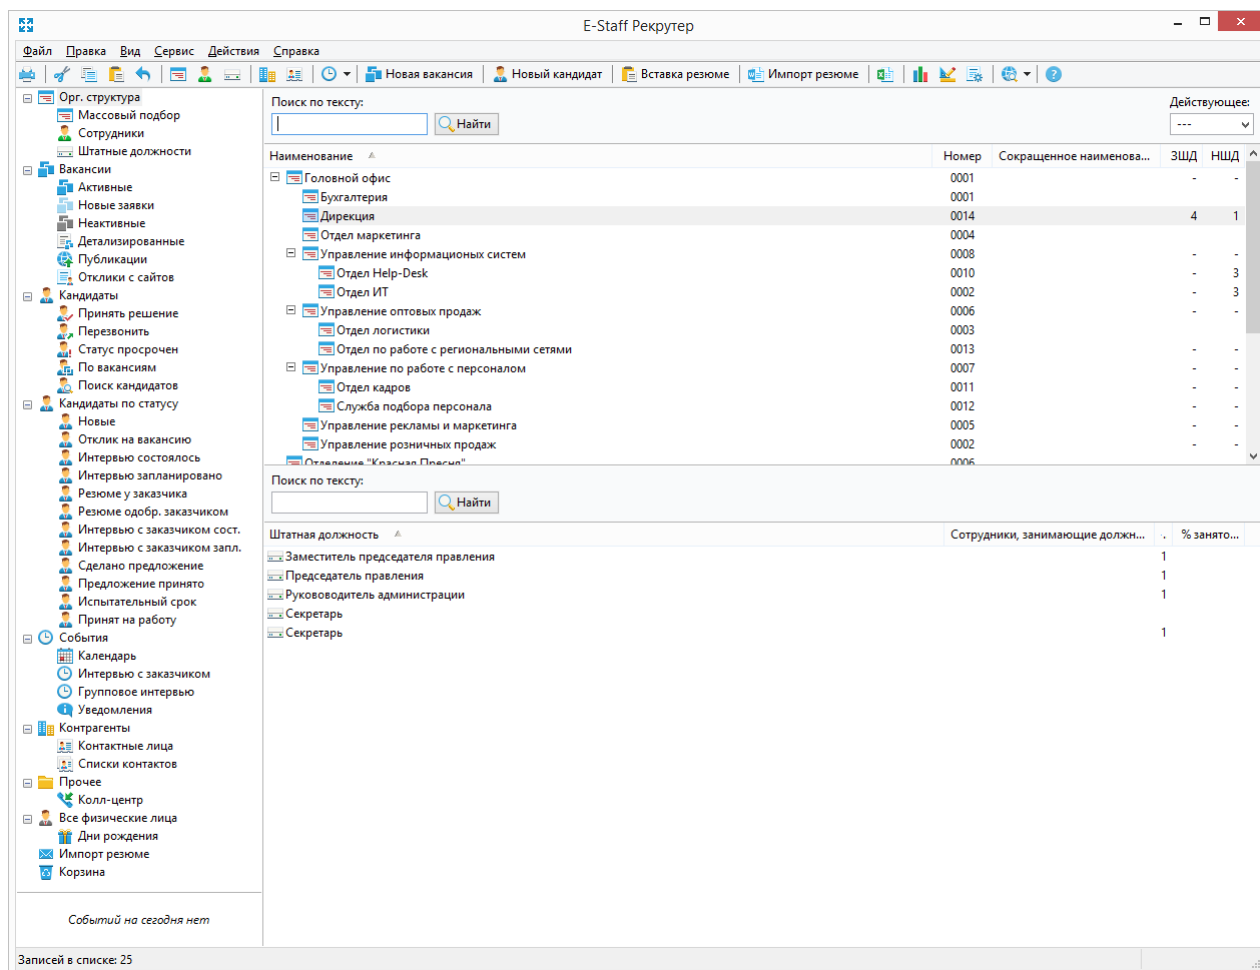 E-Staff Рекрутер
Файл Правка Вид Сервис Действия Справка
Новая вакансия Новый кандидат Вставка резюме Импорт резюме
Орг. структура
Массовый подбор
Сотрудники
Штатные должности
Вакансии
Активные
Новые заявки
Неактивные
Детализированные
Публикации
Отклики с сайтов
Кандидаты
Принять решение
Перезвонить
Статус просрочен
По вакансиям
Поиск кандидатов
Кандидаты по статусу
Новые
Отклик на вакансию
Интервью состоялось
Интервью запланировано
Резюме у заказчика
Резюме одобр. заказчиком
Интервью с заказчиком сост.
Интервью с заказчиком запл.
Сделано предложение
Предложение принято
Испытательный срок
Принят на работу
События
Календарь
Интервью с заказчиком
Групповое интервью
Уведомления
Контрагенты
Контактные лица
Списки контактов
Прочее
Колл-центр
Все физические лица
Дни рождения
Импорт резюме
Корзина
Событий на сегодня нет
Поиск по тексту: Действующее:
Найти ---
Наименование Номер Сокращенное наименова... ЗШД НШД
Головной офис 0001 - -
Бухгалтерия 0001
Дирекция 0014 4 1
Отдел маркетинга 0004
Управление информационых систем 0008 - -
Отдел Help-Desk 0010 - 3
Отдел ИТ 0002 - 3
Управление оптовых продаж 0006 - -
Отдел логистики 0003
Отдел по работе с региональными сетями 0013 - -
Управление по работе с персоналом 0007 - -
Отдел кадров 0011 - -
Служба подбора персонала 0012 - -
Управление рекламы и маркетинга 0005 - -
Управление розничных продаж 0002 - -
Отделение "Красная Пресня" 0006
Поиск по тексту:
Найти
Штатная должность Сотрудники, занимающие должн... . % занято...
Заместитель председателя правления 1
Председатель правления 1
Рукововодитель администрации 1
Секретарь
Секретарь 1
Записей в списке: 25